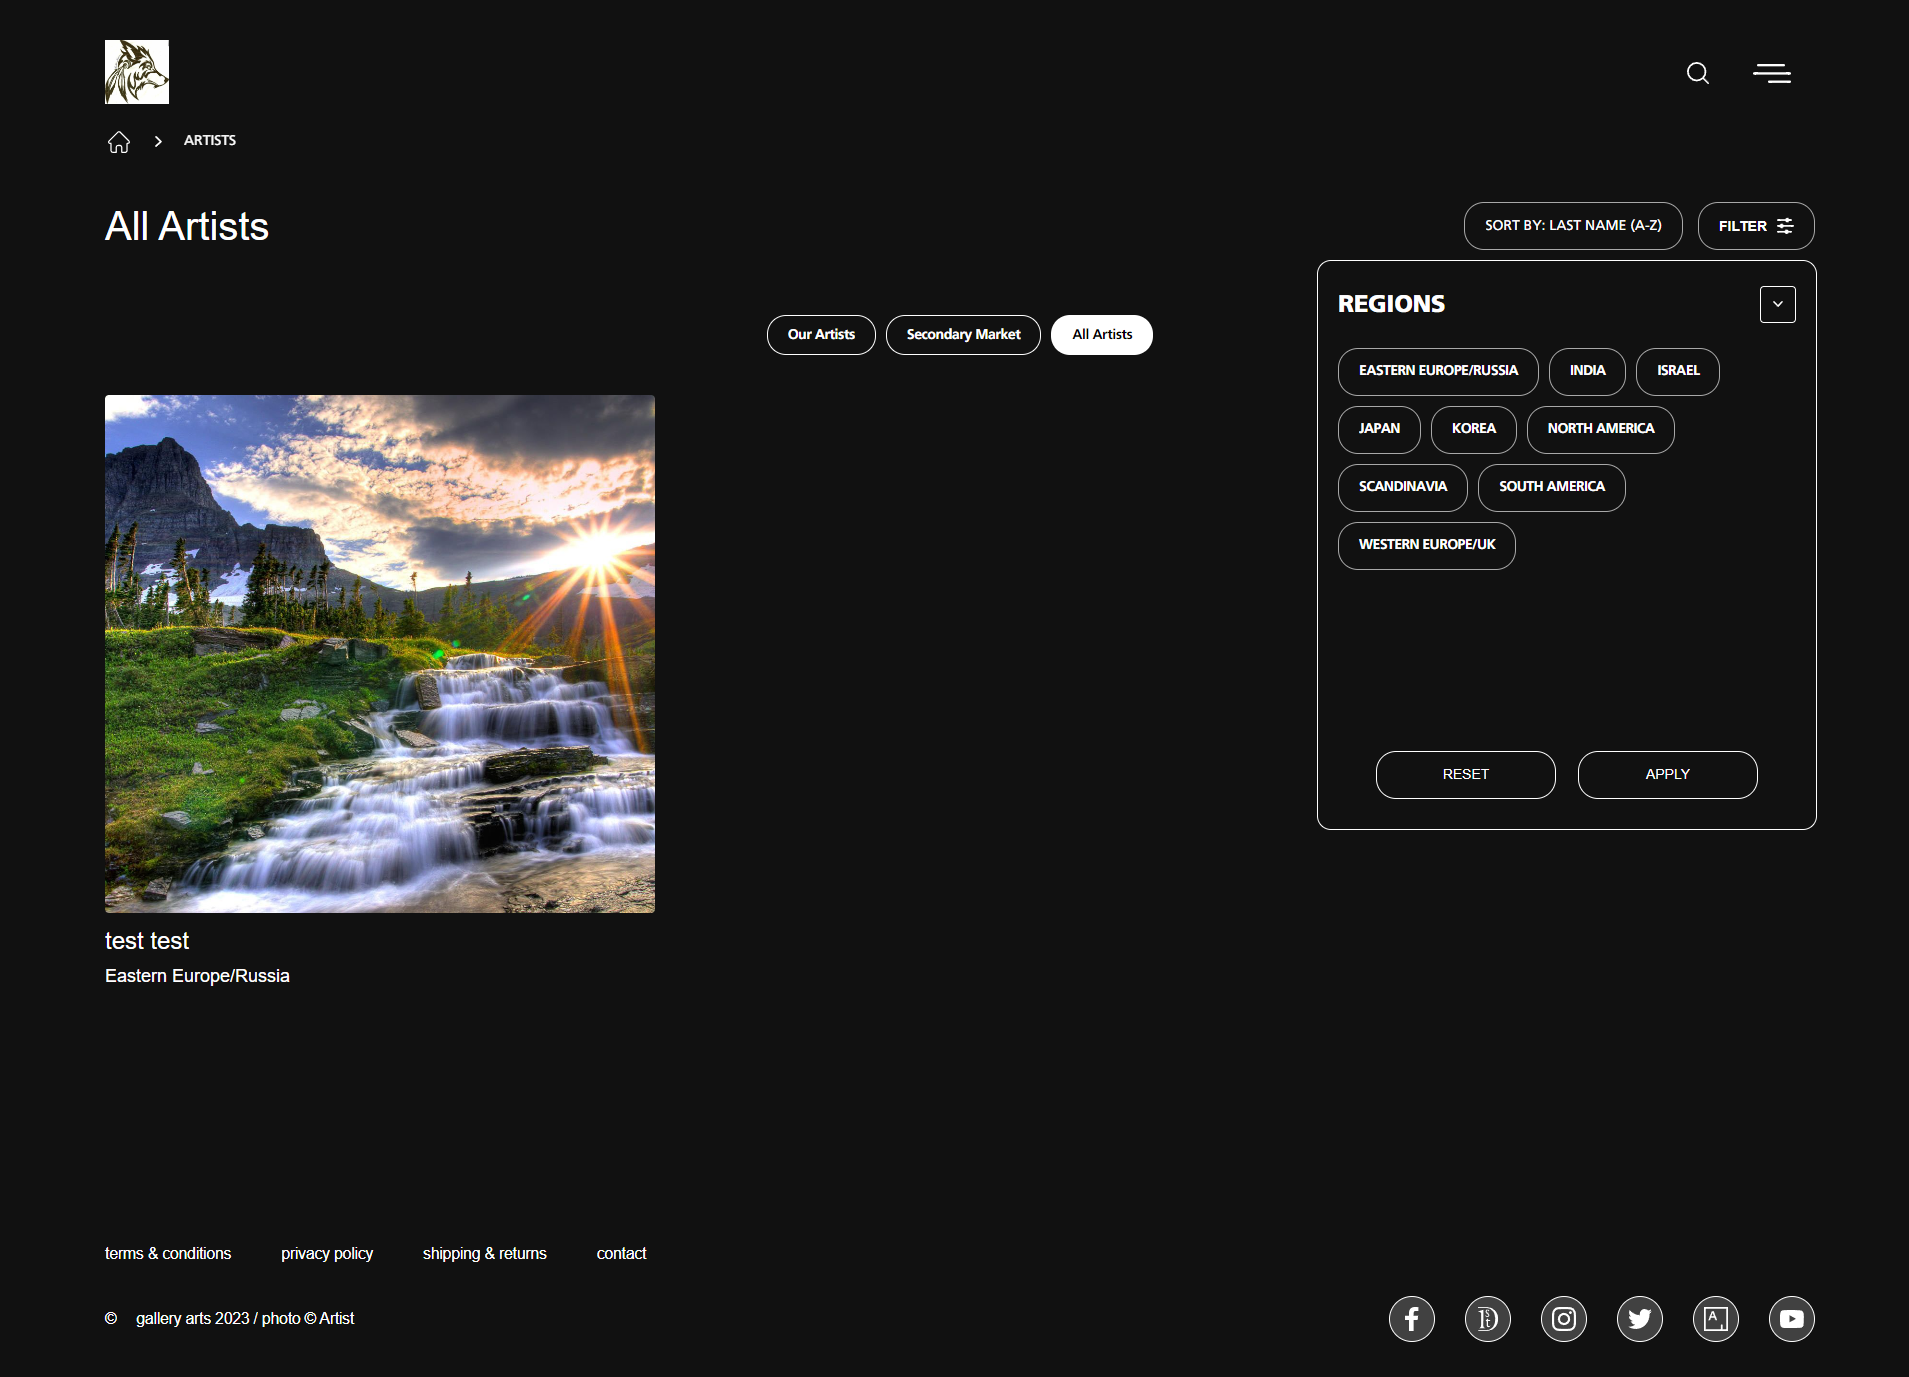 ARTISTS
All Artists
SORT BY: LAST NAME (A-Z)
FILTER
REGIONS
Our Artists
Secondary Market
All Artists
EASTERN EUROPE/RUSSIA
INDIA
ISRAEL
JAPAN
KOREA
NORTH AMERICA
SCANDINAVIA
SOUTH AMERICA
WESTERN EUROPE/UK
RESET
APPLY
test test
Eastern Europe/Russia
terms & conditions
privacy policy
shipping & returns
contact
© gallery arts 2023 / photo © Artist
1stD
A